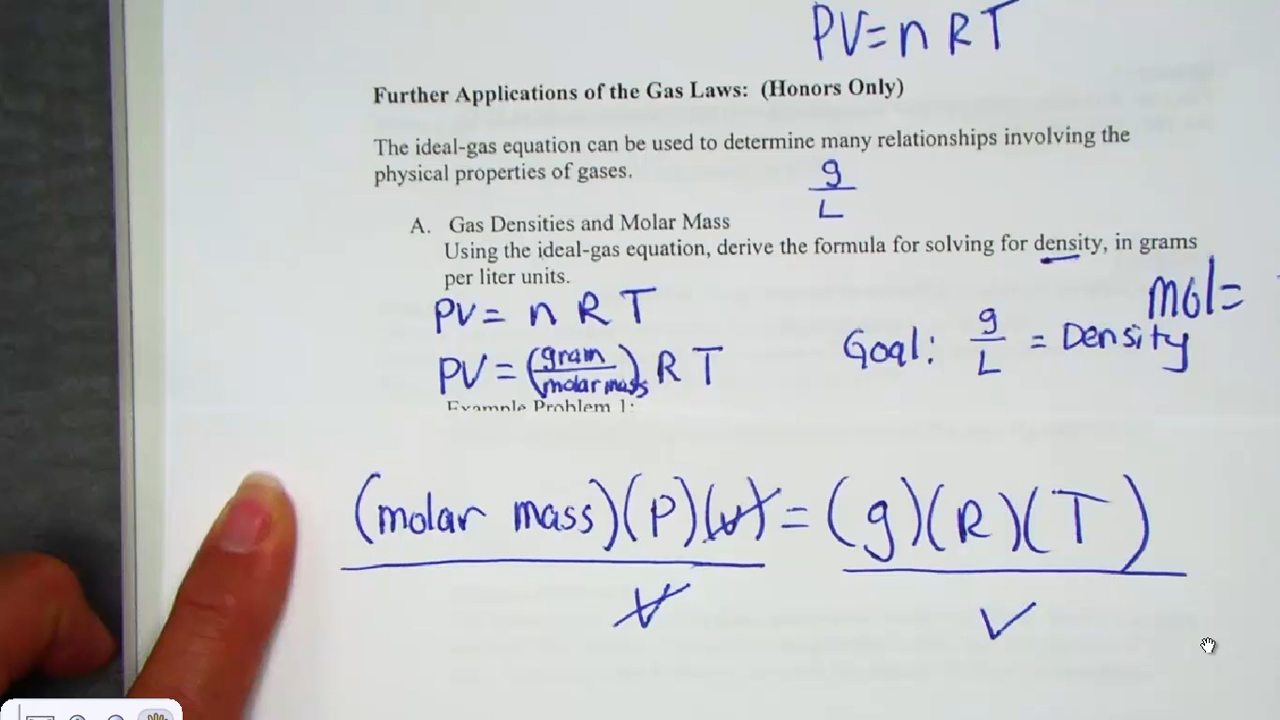 PV=nRT
Further Applications of the Gas Laws: (Honors Only)
The ideal-gas equation can be used to determine many relationships involving the
physical properties of gases.
g
L
A. Gas Densities and Molar Mass
Using the ideal-gas equation, derive the formula for solving for density, in grams
per liter units.
PV = n R T
mol=
Goal: g/L = Density
PV = (gram/molar mass) R T
Example Problem 1:
(molar mass)(P)(V) = (g)(R)(T)
V V